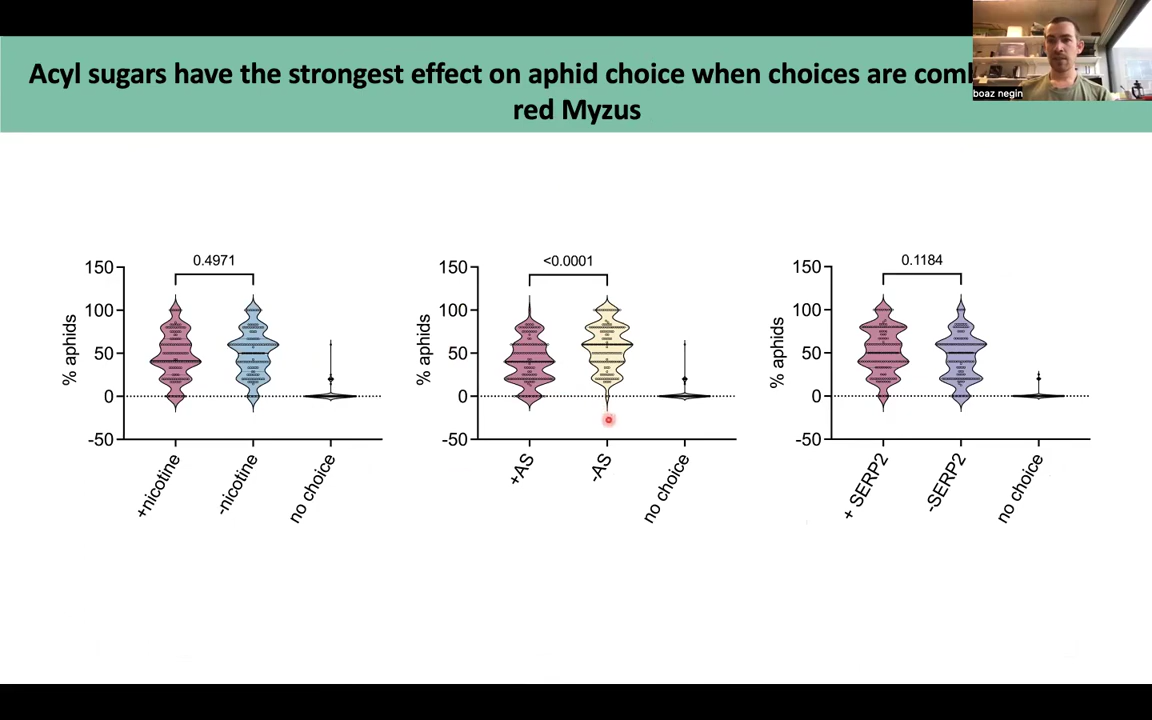 Acyl sugars have the strongest effect on aphid choice when choices are
red Myzus
boaz negin
0.4971
150
100
50
0
-50
% aphids
+nicotine
-nicotine
no choice
<0.0001
150
100
50
0
-50
% aphids
+AS
-AS
no choice
0.1184
150
100
50
0
-50
% aphids
+ SERP2
-SERP2
no choice